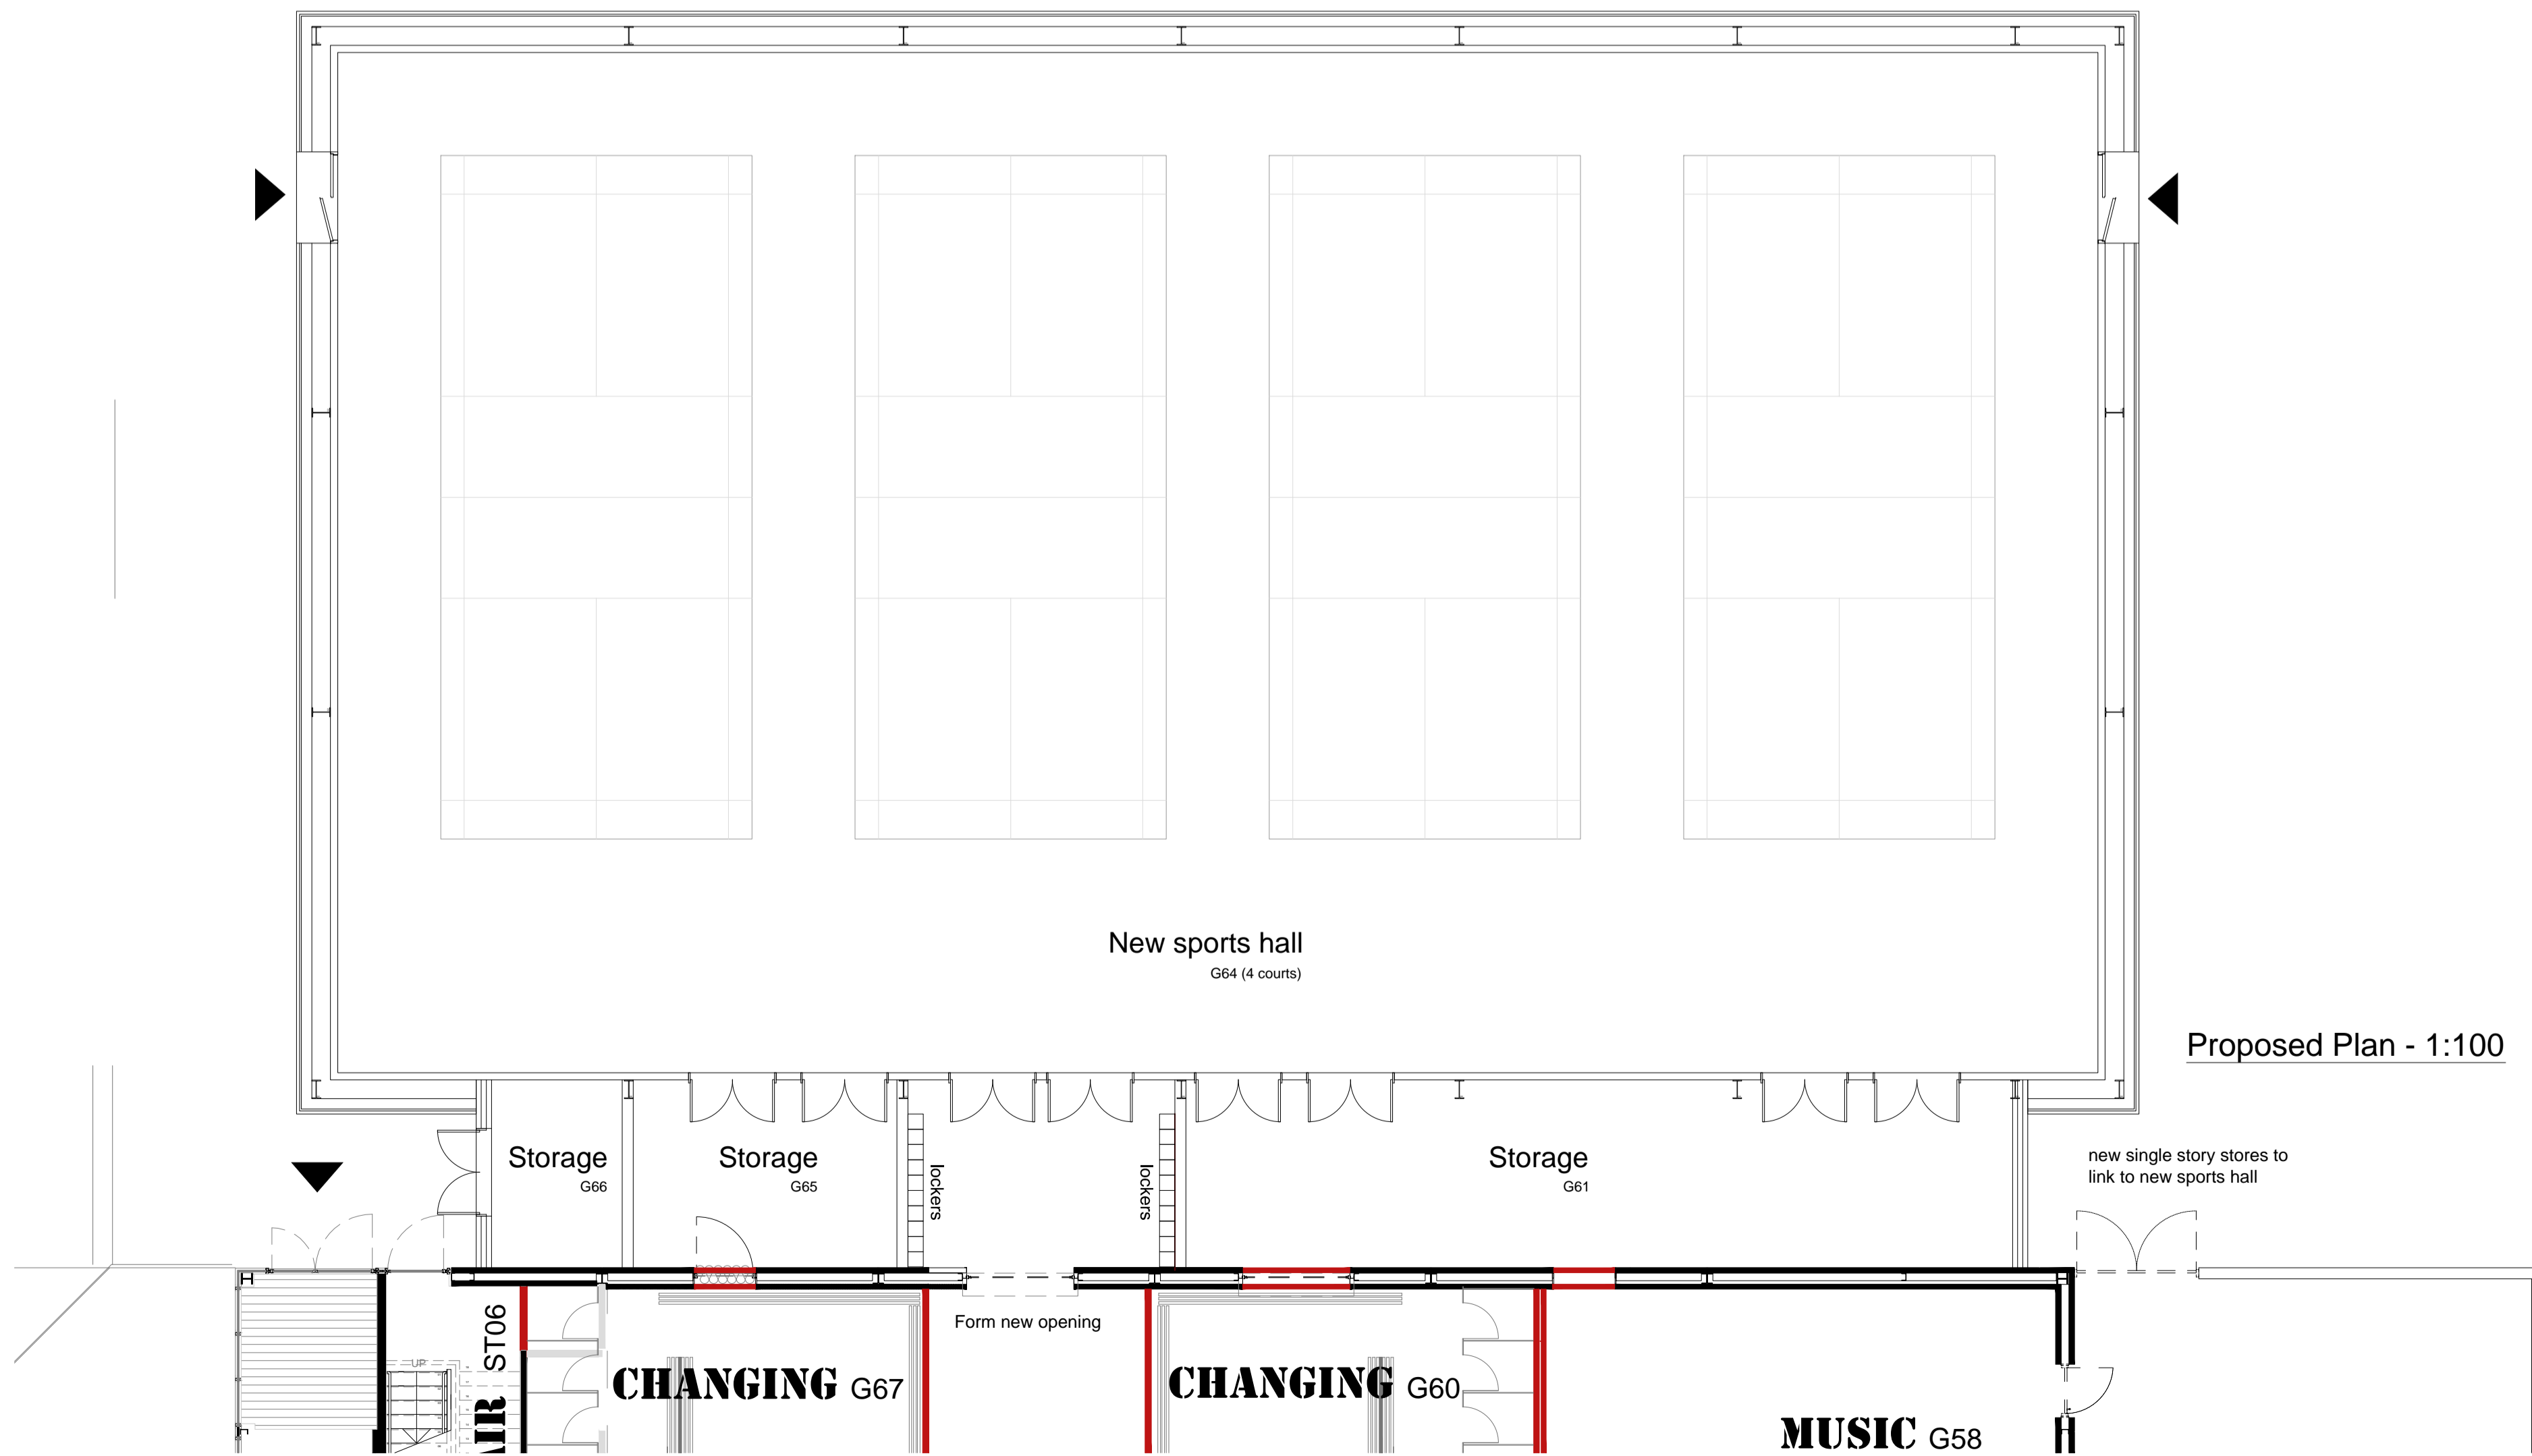 New sports hall
G64 (4 courts)
Proposed Plan - 1:100
Storage
G66
Storage
G65
lockers
lockers
Storage
G61
new single story stores to
link to new sports hall
Form new opening
ST06
UP
CHANGING G67
CHANGING G60
MUSIC G58